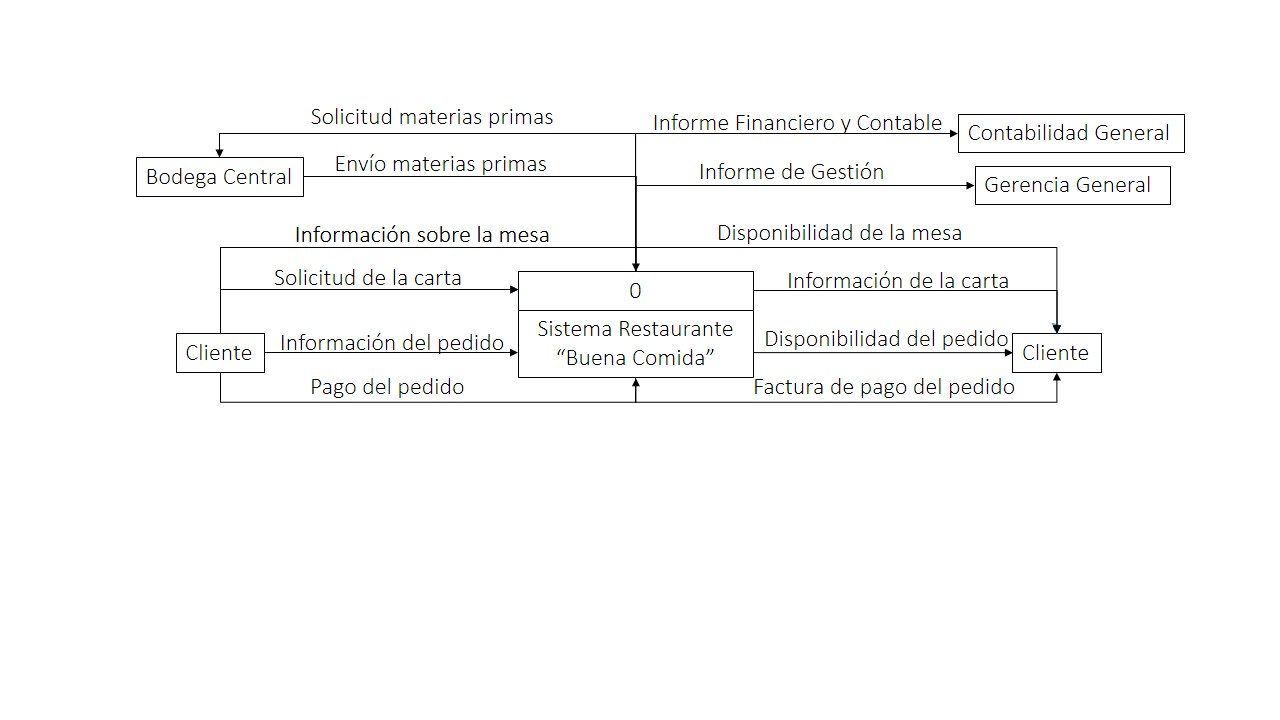 Solicitud materias primas
Informe Financiero y Contable
Contabilidad General
Envío materias primas
Bodega Central
Informe de Gestión
Gerencia General
Información sobre la mesa
Disponibilidad de la mesa
Solicitud de la carta
Información de la carta
0
Sistema Restaurante
“Buena Comida”
Cliente
Información del pedido
Disponibilidad del pedido
Cliente
Pago del pedido
Factura de pago del pedido